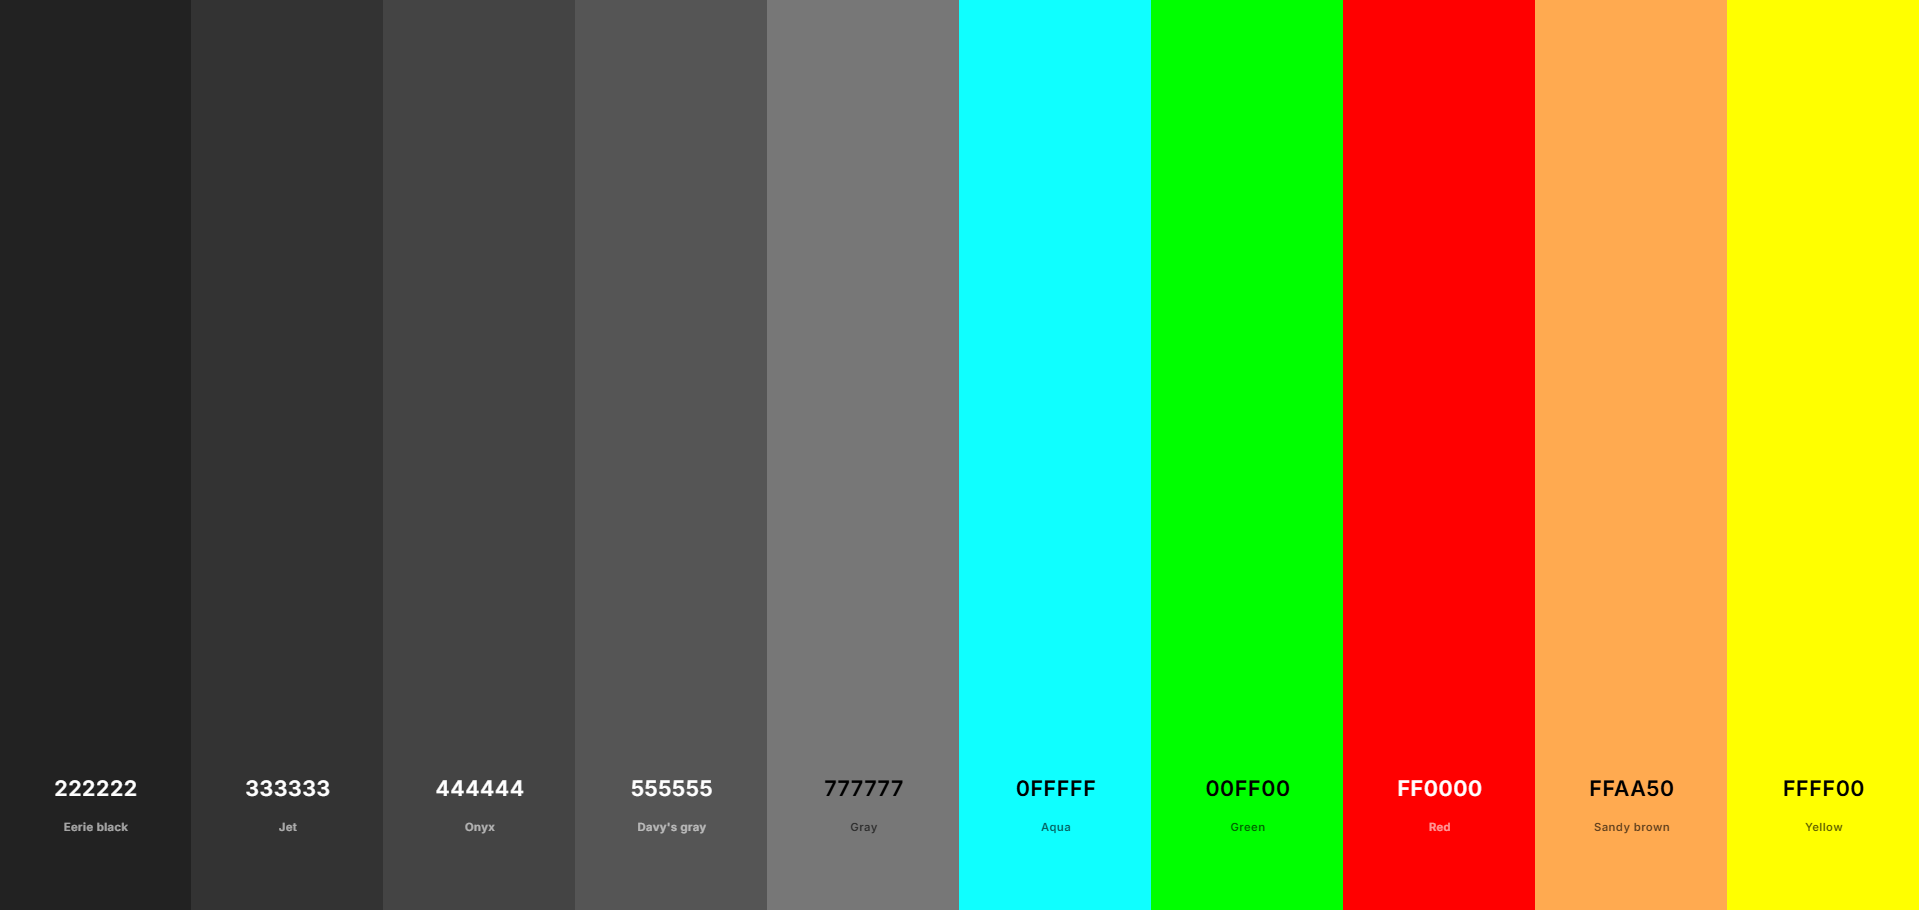 222222
Eerie black
333333
Jet
444444
Onyx
555555
Davy's gray
777777
Gray
0FFFFF
Aqua
00FF00
Green
FF0000
Red
FFAA50
Sandy brown
FFFF00
Yellow